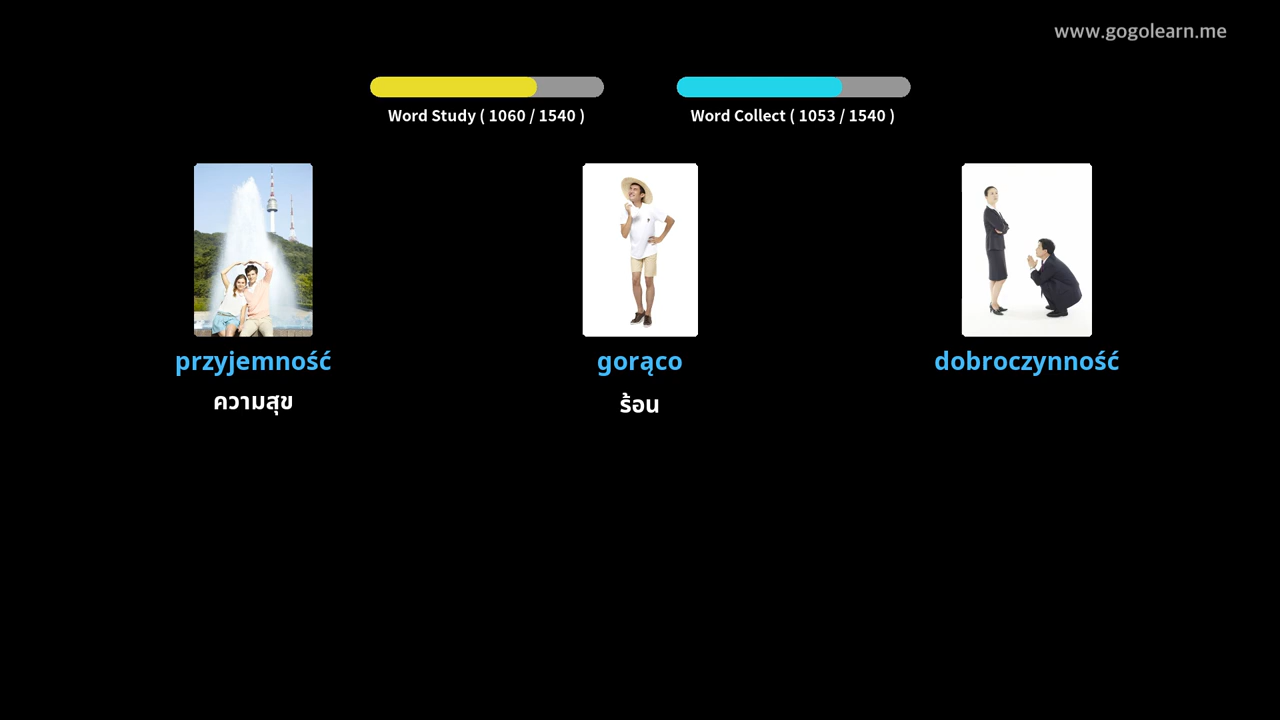 www.gogolearn.me
Word Study ( 1060 / 1540 )
Word Collect ( 1053 / 1540 )
przyjemność
gorąco
dobroczynność
ความสุข
ร้อน